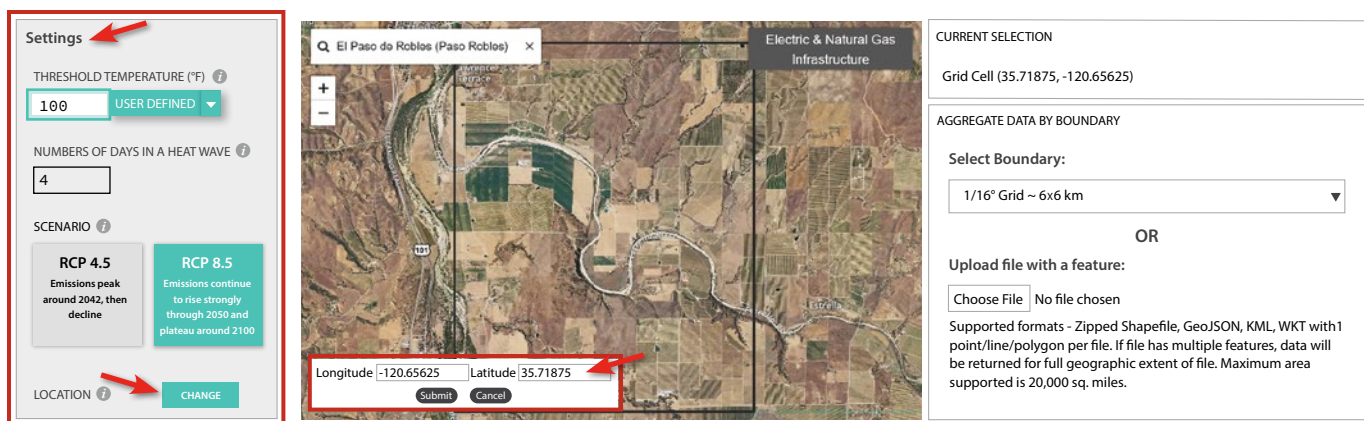 Settings
THRESHOLD TEMPERATURE (°F) i
100 USER DEFINED
NUMBERS OF DAYS IN A HEAT WAVE i
4
SCENARIO i
RCP 4.5
Emissions peak
around 2042, then
decline
RCP 8.5
Emissions continue
to rise strongly
through 2050 and
plateau around 2100
LOCATION i CHANGE
El Paso de Robles (Paso Robles) ×
Electric & Natural Gas
Infrastructure
+
−
Terrace
101
Estrella
Longitude -120.65625 Latitude 35.71875
Submit Cancel
CURRENT SELECTION
Grid Cell (35.71875, -120.65625)
AGGREGATE DATA BY BOUNDARY
Select Boundary:
1/16° Grid ~ 6x6 km
OR
Upload file with a feature:
Choose File No file chosen
Supported formats - Zipped Shapefile, GeoJSON, KML, WKT with1
point/line/polygon per file. If file has multiple features, data will
be returned for full geographic extent of file. Maximum area
supported is 20,000 sq. miles.